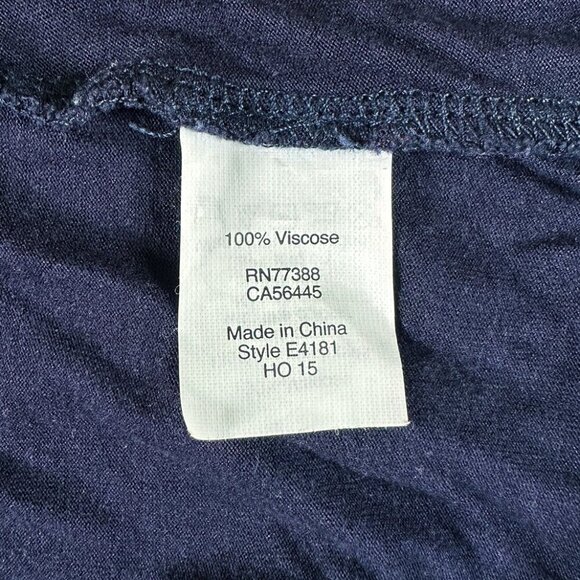 100% Viscose
RN77388
CA56445
Made in China
Style E4181
HO 15